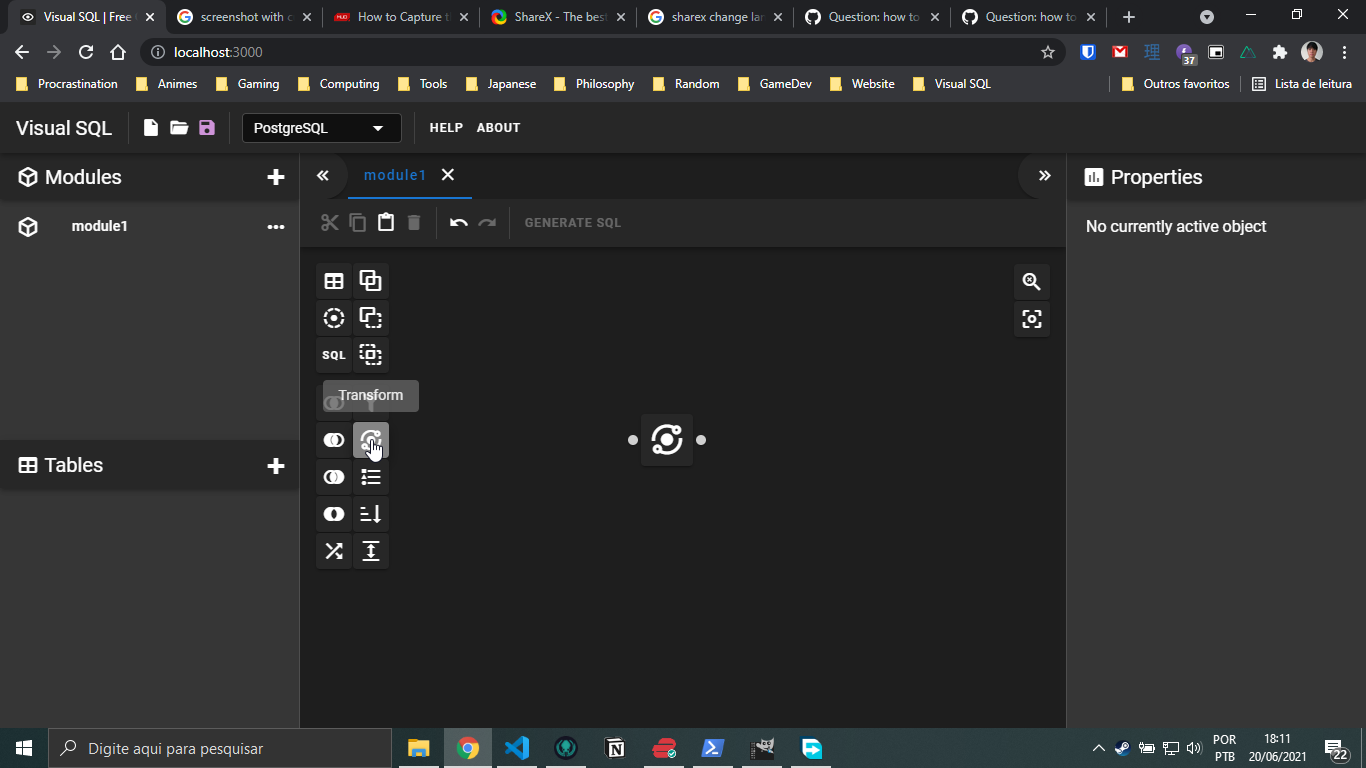 Visual SQL | Free
screenshot with c
How to Capture t
ShareX - The best
sharex change lan
Question: how to
Question: how to
localhost:3000
37
Procrastination
Animes
Gaming
Computing
Tools
Japanese
Philosophy
Random
GameDev
Website
Visual SQL
Outros favoritos
Lista de leitura
Visual SQL
PostgreSQL
HELP
ABOUT
Modules
module1
Properties
GENERATE SQL
module1
No currently active object
SQL
Transform
Tables
Digite aqui para pesquisar
POR
PTB
18:11
20/06/2021
22